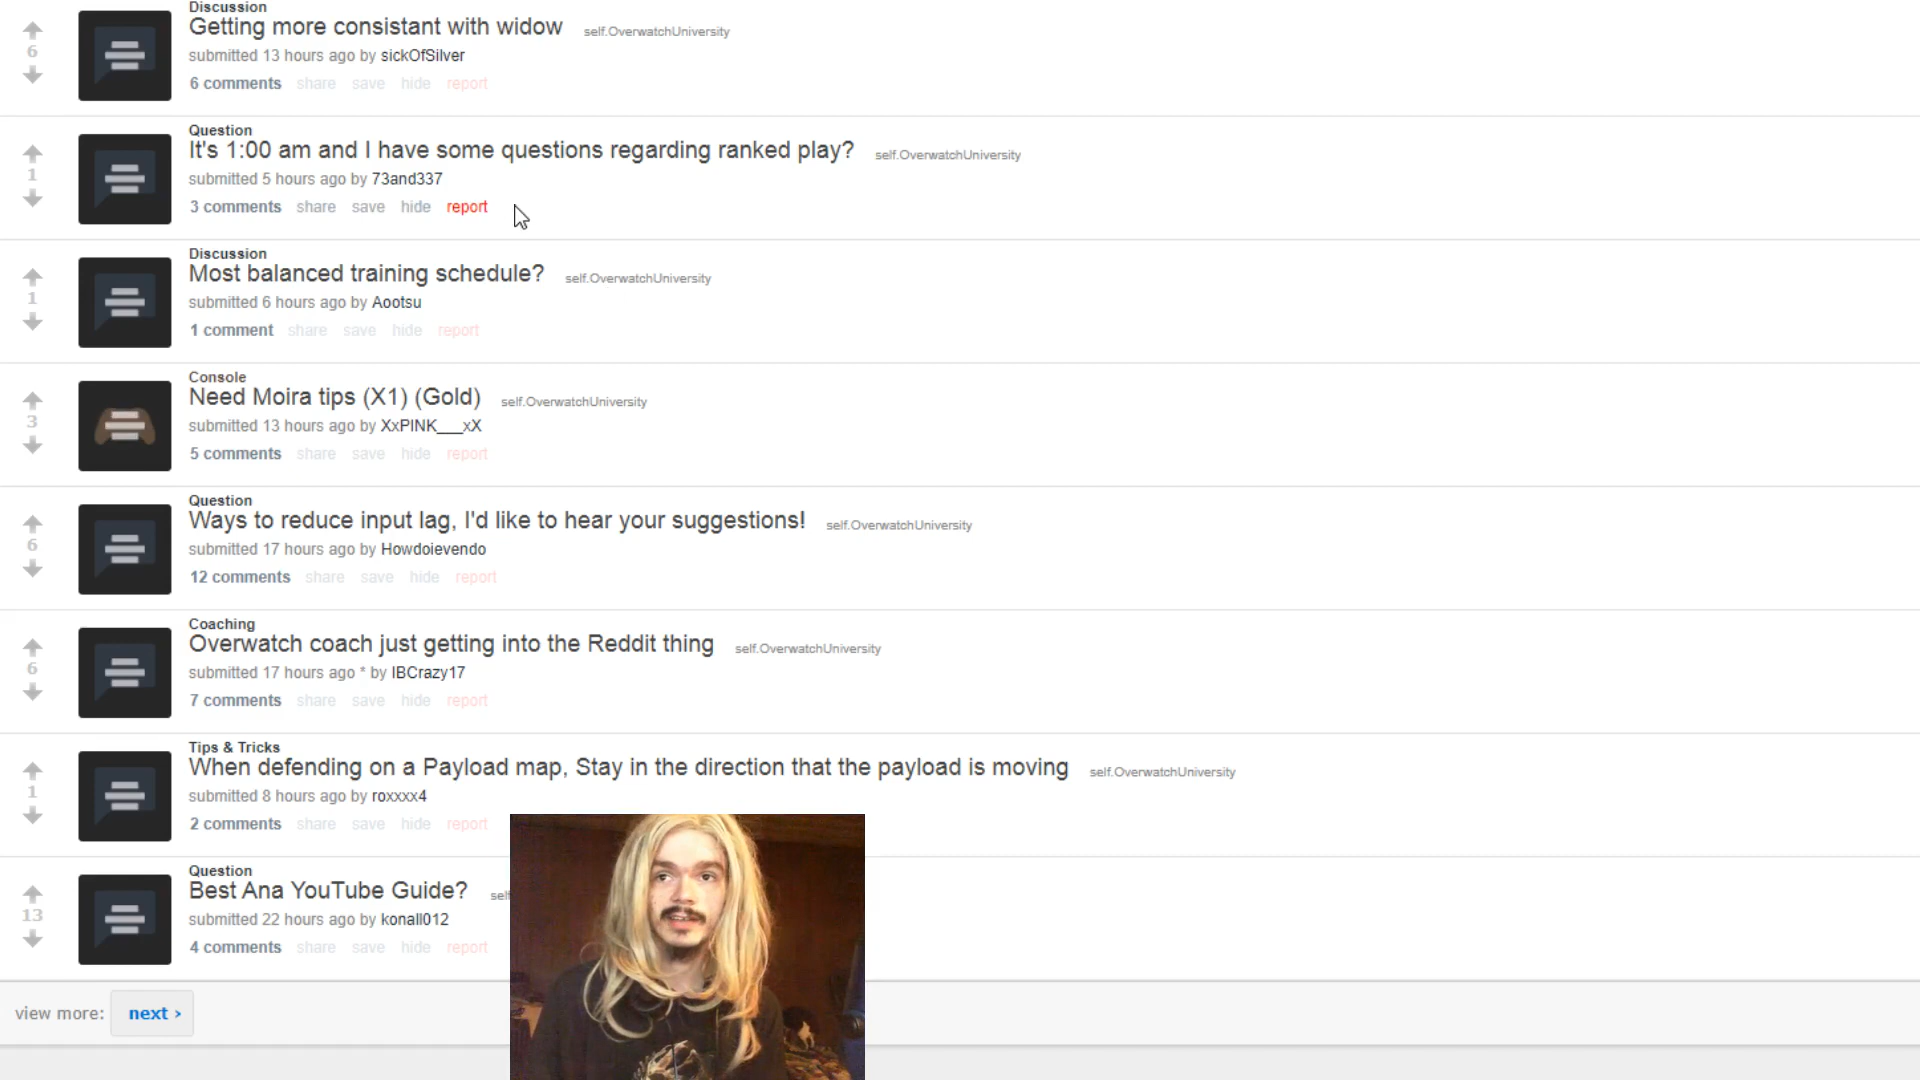 Discussion
Getting more consistant with widow self.OverwatchUniversity
6
submitted 13 hours ago by sickOfSilver
6 comments share save hide report
Question
It's 1:00 am and I have some questions regarding ranked play? self.OverwatchUniversity
1
submitted 5 hours ago by 73and337
3 comments share save hide report
Discussion
Most balanced training schedule? self.OverwatchUniversity
1
submitted 6 hours ago by Aootsu
1 comment share save hide report
Console
Need Moira tips (X1) (Gold) self.OverwatchUniversity
3
submitted 13 hours ago by XxPINK___xX
5 comments share save hide report
Question
Ways to reduce input lag, I'd like to hear your suggestions! self.OverwatchUniversity
6
submitted 17 hours ago by Howdoievendo
12 comments share save hide report
Coaching
Overwatch coach just getting into the Reddit thing self.OverwatchUniversity
6
submitted 17 hours ago * by IBCrazy17
7 comments share save hide report
Tips & Tricks
When defending on a Payload map, Stay in the direction that the payload is moving self.OverwatchUniversity
1
submitted 8 hours ago by roxxxx4
2 comments share save hide report
Question
Best Ana YouTube Guide? self
13
submitted 22 hours ago by konall012
4 comments share save hide report
view more: next ›